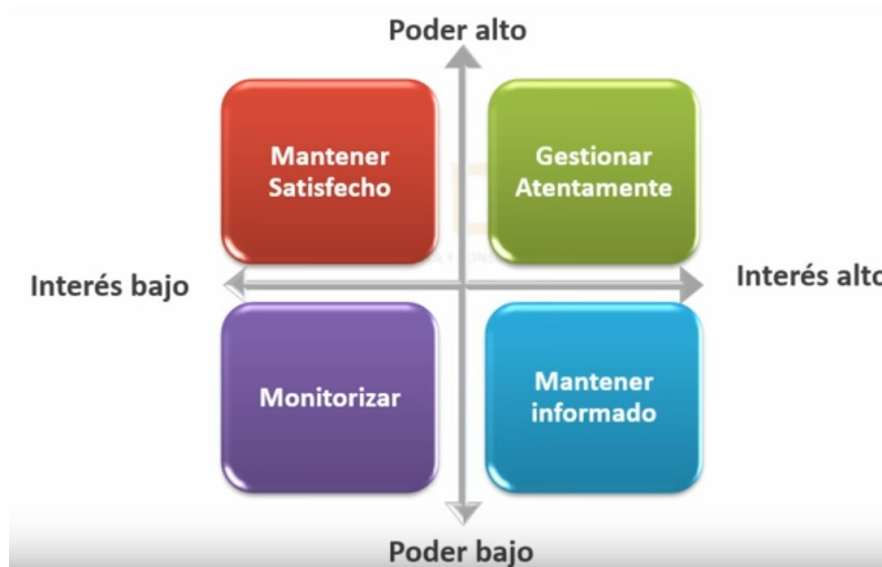 Poder alto
Mantener
Satisfecho
Gestionar
Atentamente
Interés bajo
Interés alto
Monitorizar
Mantener
informado
Poder bajo